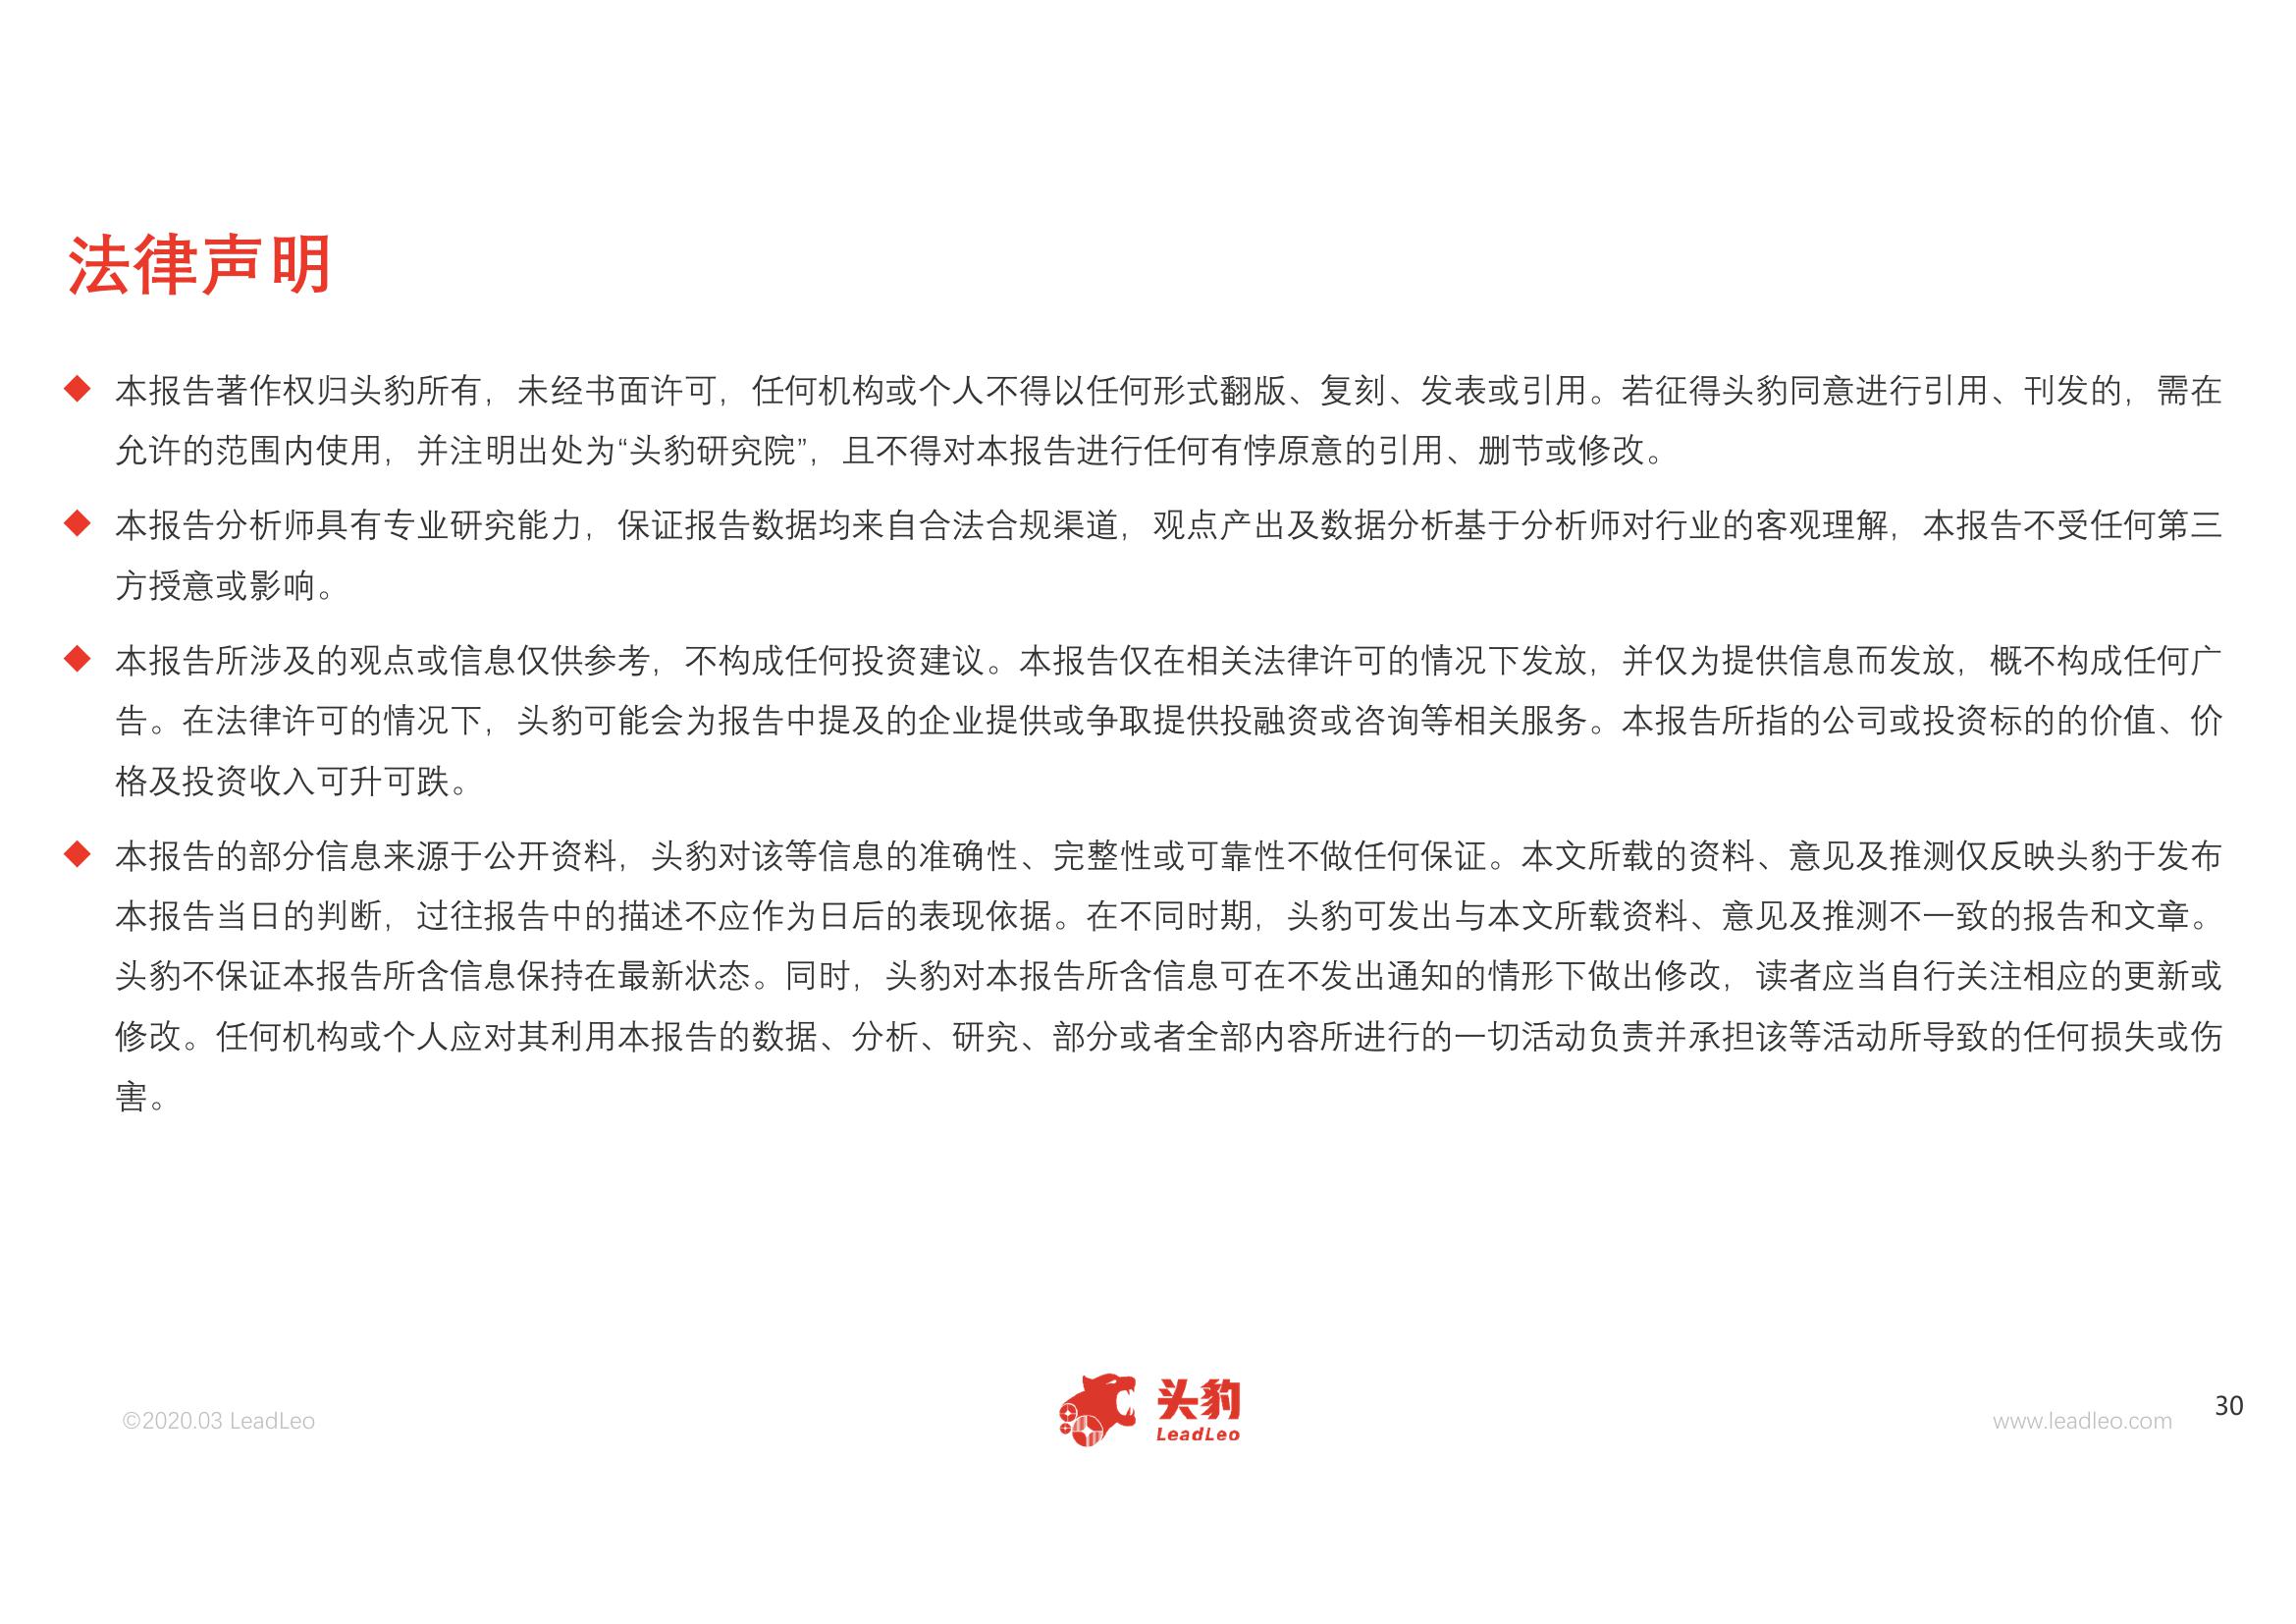 法律声明
◆ 本报告著作权归头豹所有，未经书面许可，任何机构或个人不得以任何形式翻版、复刻、发表或引用。若征得头豹同意进行引用、刊发的，需在
允许的范围内使用，并注明出处为“头豹研究院”，且不得对本报告进行任何有悖原意的引用、删节或修改。
◆ 本报告分析师具有专业研究能力，保证报告数据均来自合法合规渠道，观点产出及数据分析基于分析师对行业的客观理解，本报告不受任何第三
方授意或影响。
◆ 本报告所涉及的观点或信息仅供参考，不构成任何投资建议。本报告仅在相关法律许可的情况下发放，并仅为提供信息而发放，概不构成任何广
告。在法律许可的情况下，头豹可能会为报告中提及的企业提供或争取提供投融资或咨询等相关服务。本报告所指的公司或投资标的的价值、价
格及投资收入可升可跌。
◆ 本报告的部分信息来源于公开资料，头豹对该等信息的准确性、完整性或可靠性不做任何保证。本文所载的资料、意见及推测仅反映头豹于发布
本报告当日的判断，过往报告中的描述不应作为日后的表现依据。在不同时期，头豹可发出与本文所载资料、意见及推测不一致的报告和文章。
头豹不保证本报告所含信息保持在最新状态。同时，头豹对本报告所含信息可在不发出通知的情形下做出修改，读者应当自行关注相应的更新或
修改。任何机构或个人应对其利用本报告的数据、分析、研究、部分或者全部内容所进行的一切活动负责并承担该等活动所导致的任何损失或伤
害。
©2020.03 LeadLeo
头豹
LeadLeo
www.leadleo.com
30